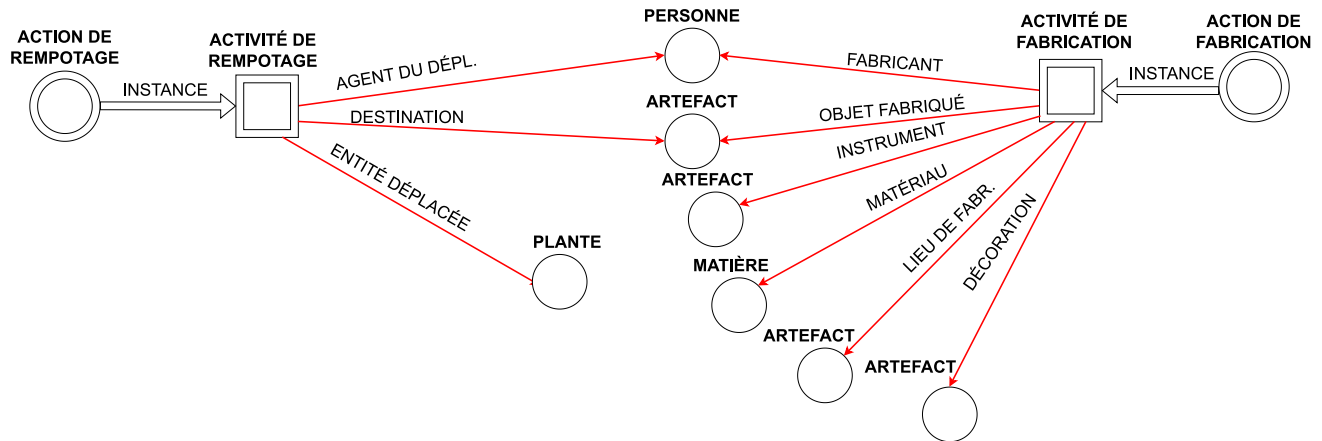 ACTION DE
REMPOTAGE
ACTIVITÉ DE
REMPOTAGE
PERSONNE
ACTIVITÉ DE
FABRICATION
ACTION DE
FABRICATION
INSTANCE
AGENT DU DÉPL.
FABRICANT
INSTANCE
DESTINATION
ARTEFACT
OBJET FABRIQUÉ
INSTRUMENT
ENTITÉ DÉPLACÉE
ARTEFACT
MATÉRIAU
PLANTE
MATIÈRE
LIEU DE FABR.
DÉCORATION
ARTEFACT
ARTEFACT